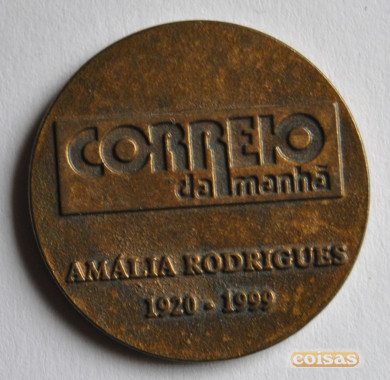 CORREIO
da manhã
AMÁLIA RODRIGUES
1920 - 1999
coisas